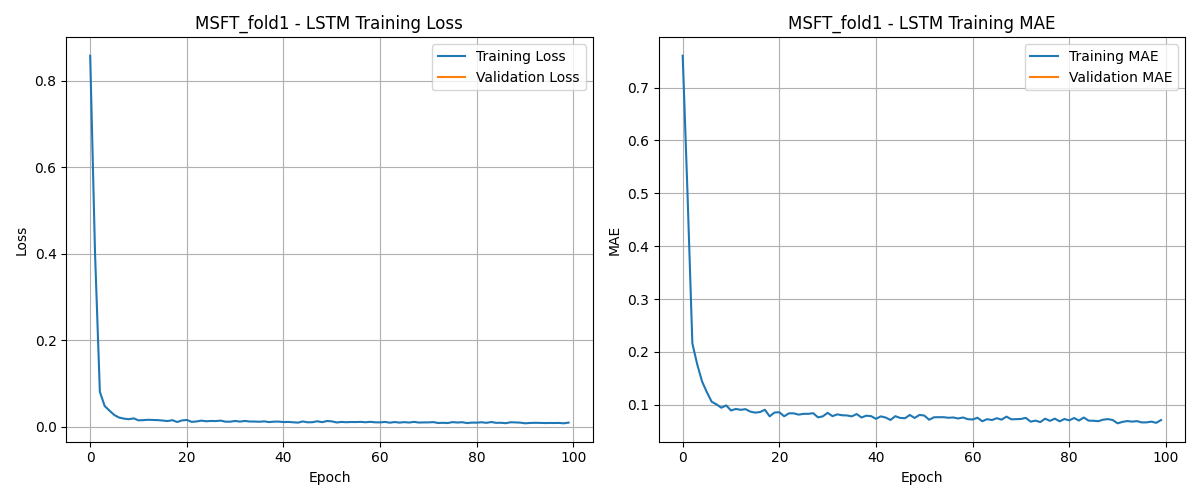 MSFT_fold1 - LSTM Training Loss
Training Loss
Validation Loss
0.8
0.6
0.4
0.2
0.0
Loss
0 20 40 60 80 100
Epoch
MSFT_fold1 - LSTM Training MAE
Training MAE
Validation MAE
0.7
0.6
0.5
0.4
0.3
0.2
0.1
MAE
0 20 40 60 80 100
Epoch